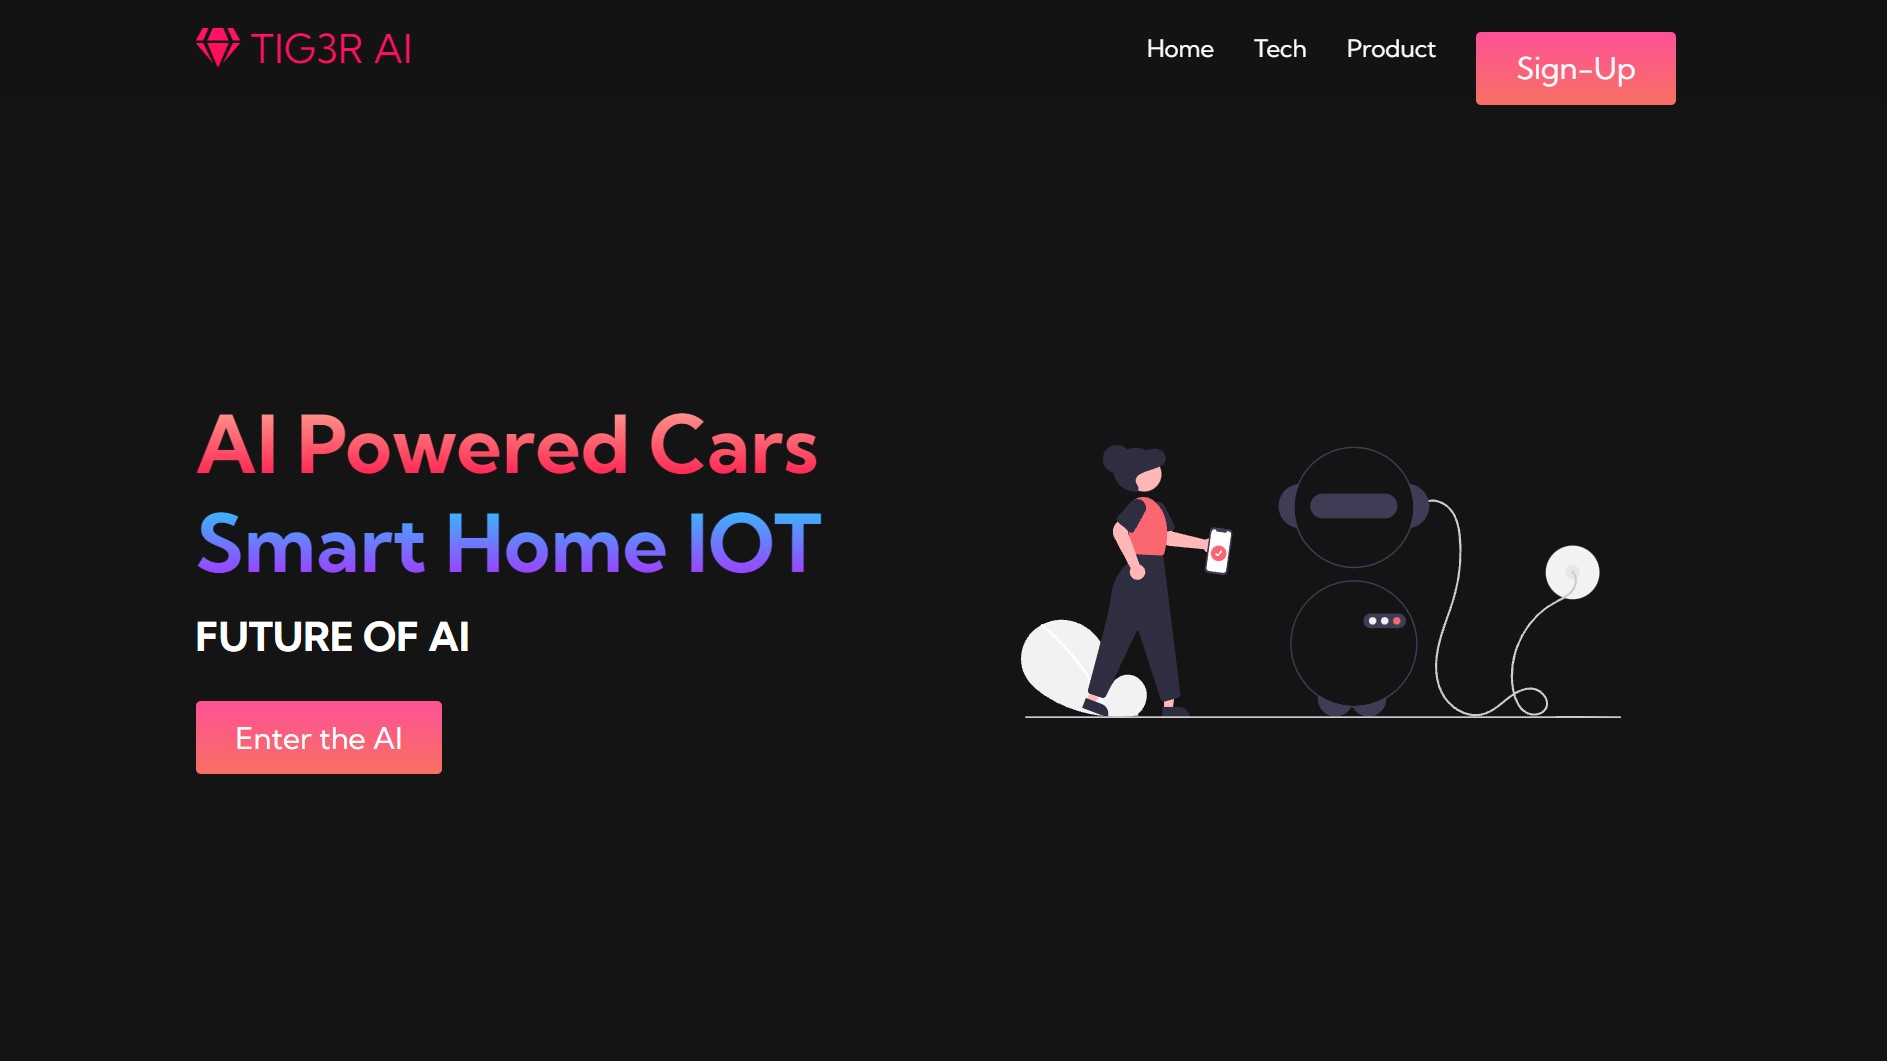 TIG3R AI
Home Tech Product Sign-Up
AI Powered Cars
Smart Home IOT
FUTURE OF AI
Enter the AI